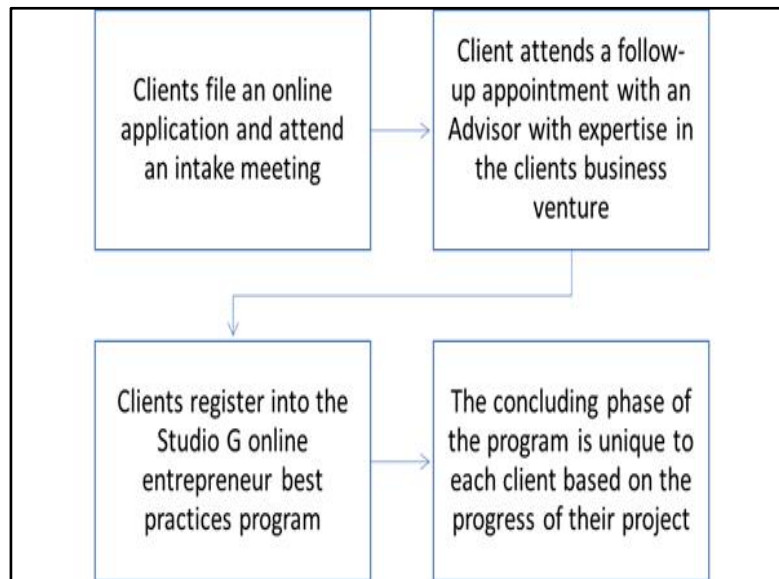 Clients file an online
application and attend
an intake meeting
Client attends a follow-
up appointment with an
Advisor with expertise in
the clients business
venture
Clients register into the
Studio G online
entrepreneur best
practices program
The concluding phase of
the program is unique to
each client based on the
progress of their project